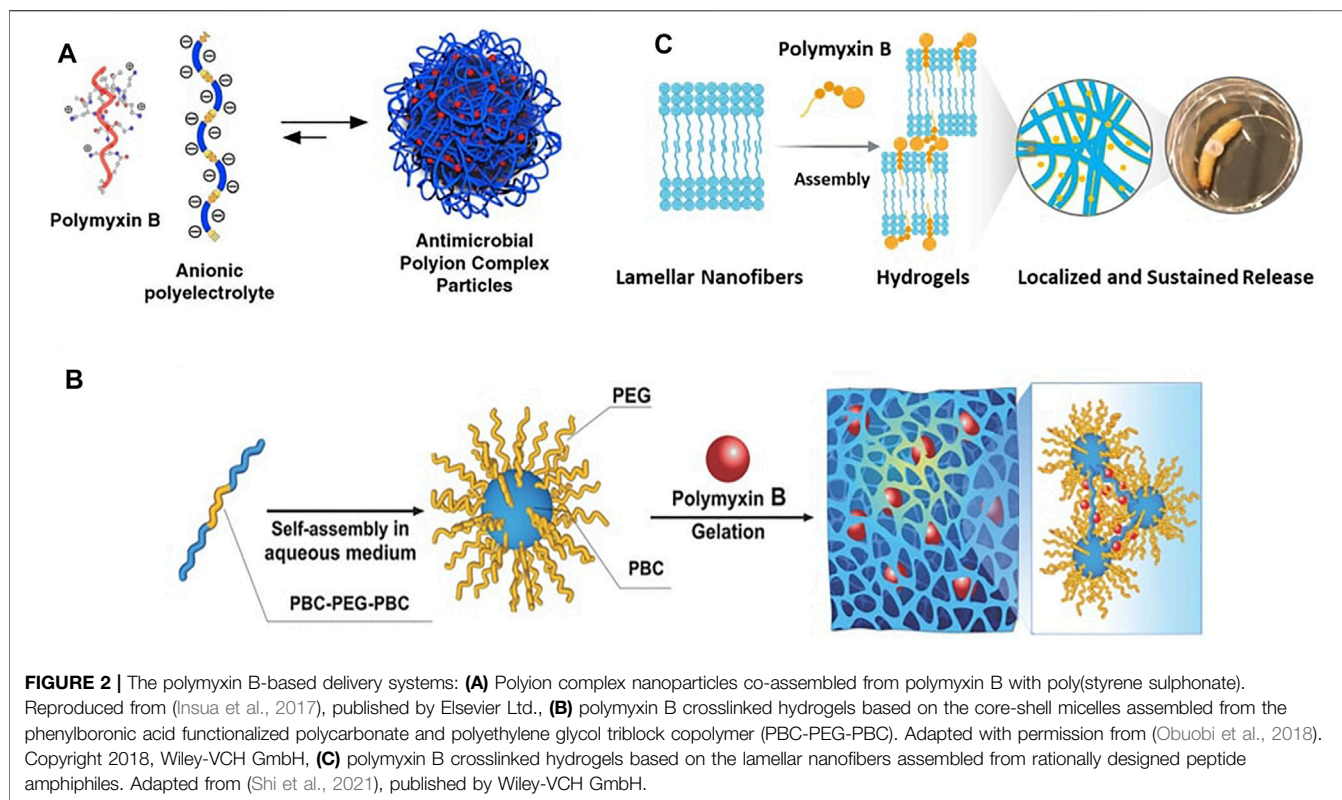 A
Polymyxin B
Anionic
polyelectrolyte
Antimicrobial
Polyion Complex
Particles
C
Polymyxin B
Assembly
Lamellar Nanofibers
Hydrogels
Localized and Sustained Release
B
PBC-PEG-PBC
Self-assembly in
aqueous medium
PEG
PBC
Polymyxin B
Gelation
FIGURE 2 | The polymyxin B-based delivery systems: (A) Polyion complex nanoparticles co-assembled from polymyxin B with poly(styrene sulphonate).
Reproduced from (Insua et al., 2017), published by Elsevier Ltd., (B) polymyxin B crosslinked hydrogels based on the core-shell micelles assembled from the
phenylboronic acid functionalized polycarbonate and polyethylene glycol triblock copolymer (PBC-PEG-PBC). Adapted with permission from (Obuobi et al., 2018).
Copyright 2018, Wiley-VCH GmbH, (C) polymyxin B crosslinked hydrogels based on the lamellar nanofibers assembled from rationally designed peptide
amphiphiles. Adapted from (Shi et al., 2021), published by Wiley-VCH GmbH.